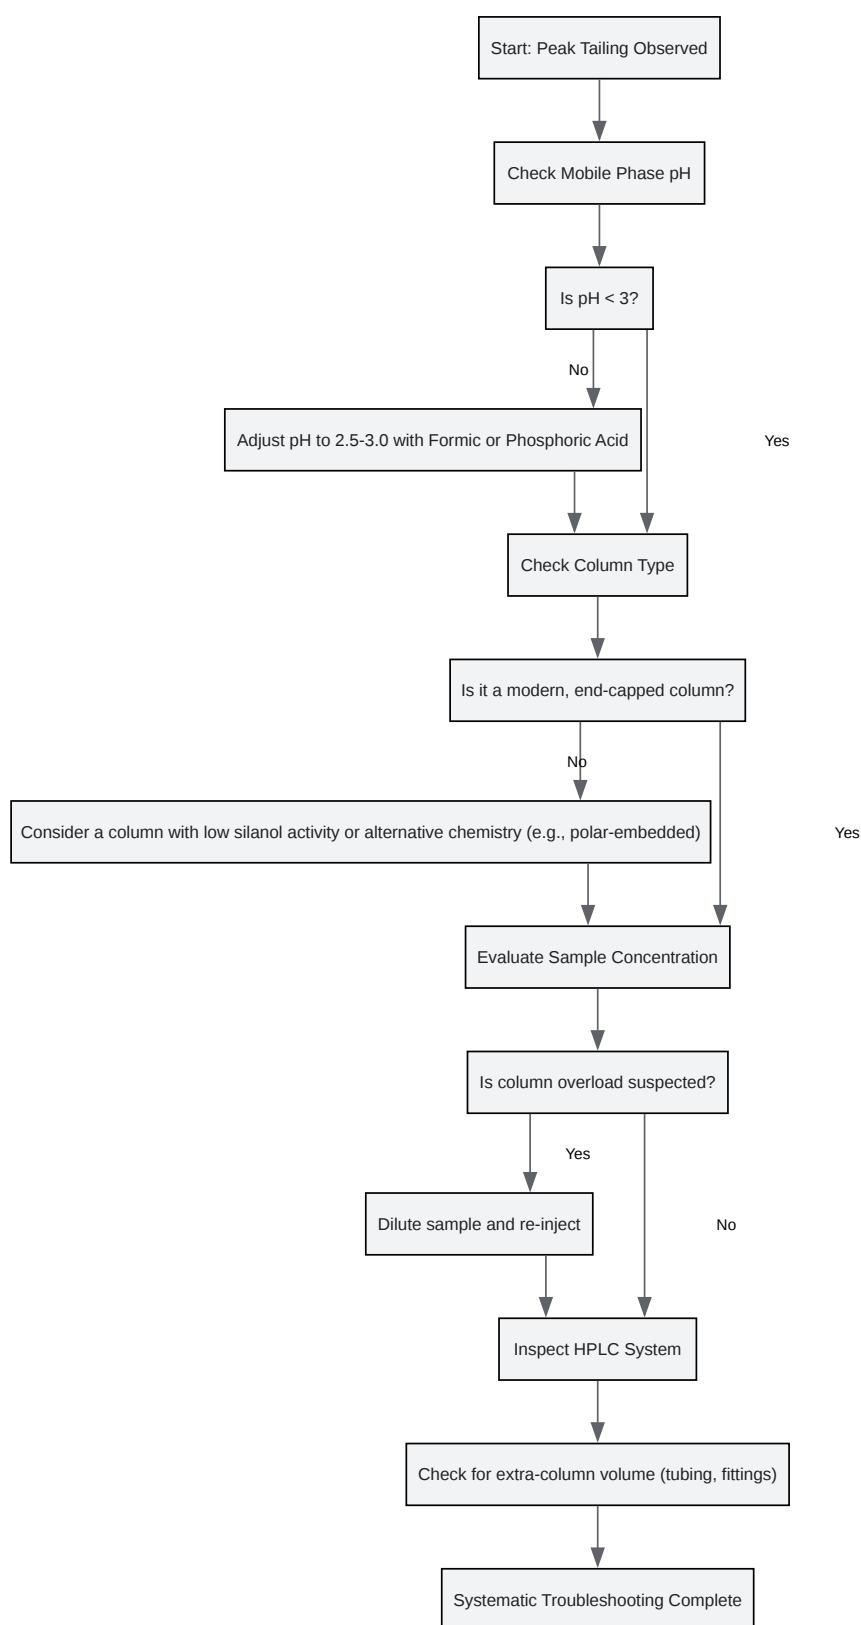 Start: Peak Tailing Observed
Check Mobile Phase pH
Is pH < 3?
No
Adjust pH to 2.5-3.0 with Formic or Phosphoric Acid
Yes
Check Column Type
Is it a modern, end-capped column?
No
Consider a column with low silanol activity or alternative chemistry (e.g., polar-embedded)
Yes
Evaluate Sample Concentration
Is column overload suspected?
Yes
Dilute sample and re-inject
No
Inspect HPLC System
Check for extra-column volume (tubing, fittings)
Systematic Troubleshooting Complete